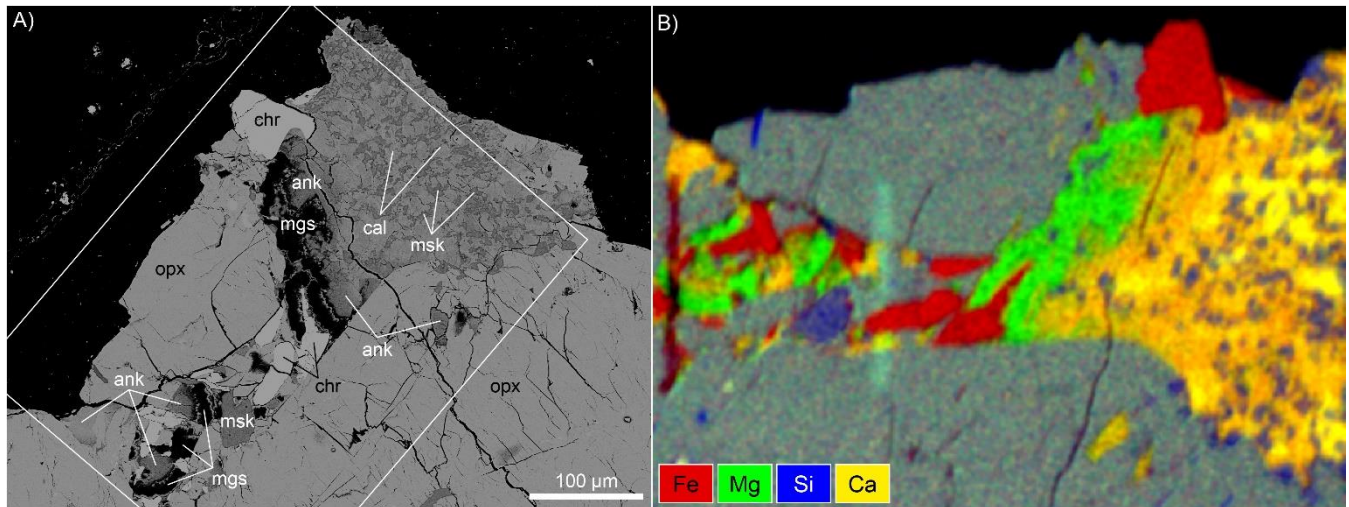 A)
chr
ank
mgs
cal
msk
opx
ank
chr
opx
ank
msk
mgs
100 µm
B)
Fe Mg Si Ca